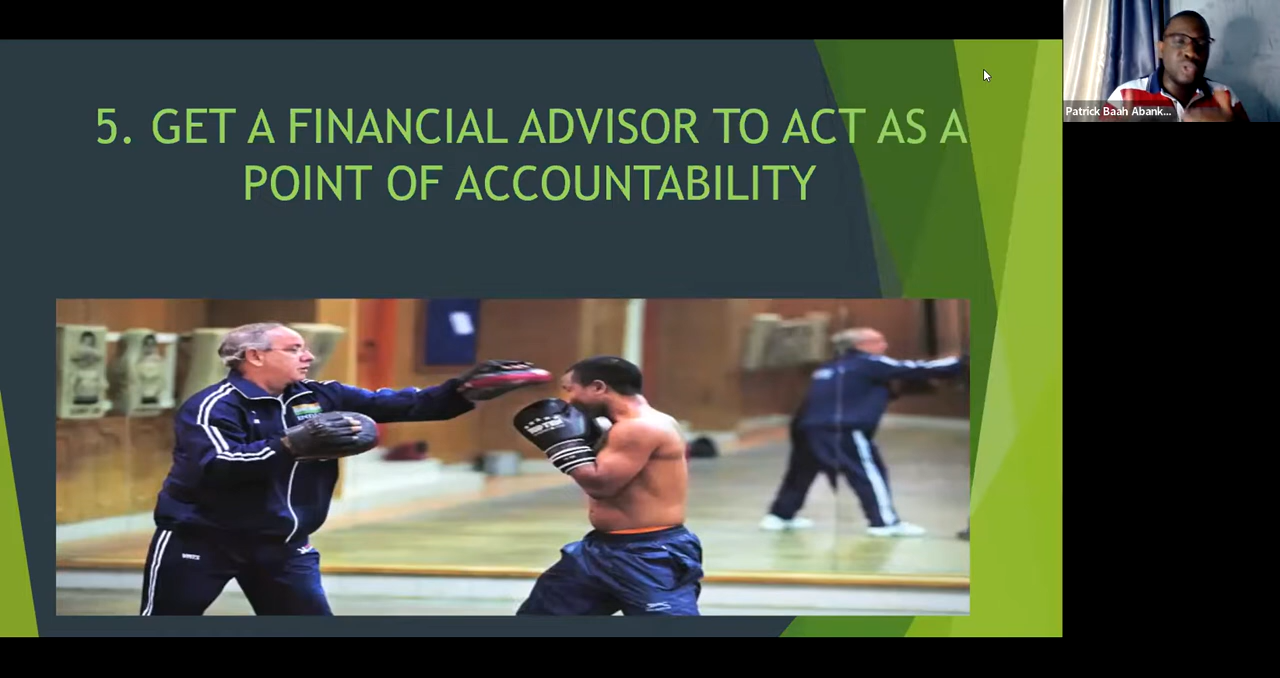 5. GET A FINANCIAL ADVISOR TO ACT AS A
POINT OF ACCOUNTABILITY
Patrick Baah Abank...